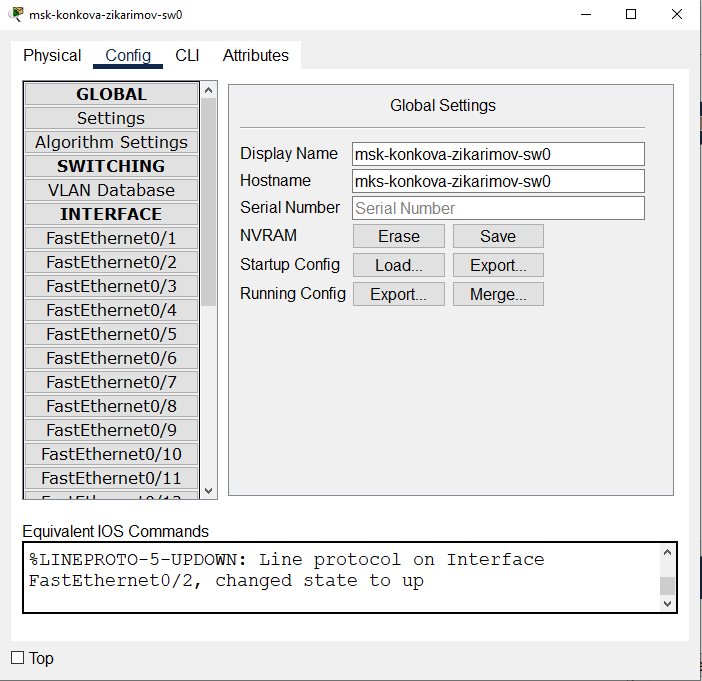 msk-konkova-zikarimov-sw0
Physical Config CLI Attributes
GLOBAL
Settings
Algorithm Settings
SWITCHING
VLAN Database
INTERFACE
FastEthernet0/1
FastEthernet0/2
FastEthernet0/3
FastEthernet0/4
FastEthernet0/5
FastEthernet0/6
FastEthernet0/7
FastEthernet0/8
FastEthernet0/9
FastEthernet0/10
FastEthernet0/11
FastEthernet0/12
Global Settings
Display Name msk-konkova-zikarimov-sw0
Hostname mks-konkova-zikarimov-sw0
Serial Number Serial Number
NVRAM Erase Save
Startup Config Load... Export...
Running Config Export... Merge...
Equivalent IOS Commands
%LINEPROTO-5-UPDOWN: Line protocol on Interface
FastEthernet0/2, changed state to up
Top